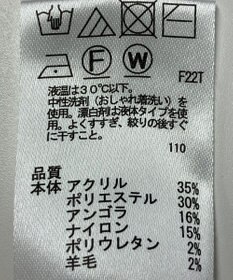 F
W
F22T
液温は30℃以下。
中性洗剤(おしゃれ着洗い)を
使用。漂白剤は液体タイプを使
用。よくすすぎ、絞りの後すぐ
に干すこと。
110
品質
本体 アクリル 35%
ポリエステル 30%
アンゴラ 16%
ナイロン 15%
ポリウレタン 2%
羊毛 2%